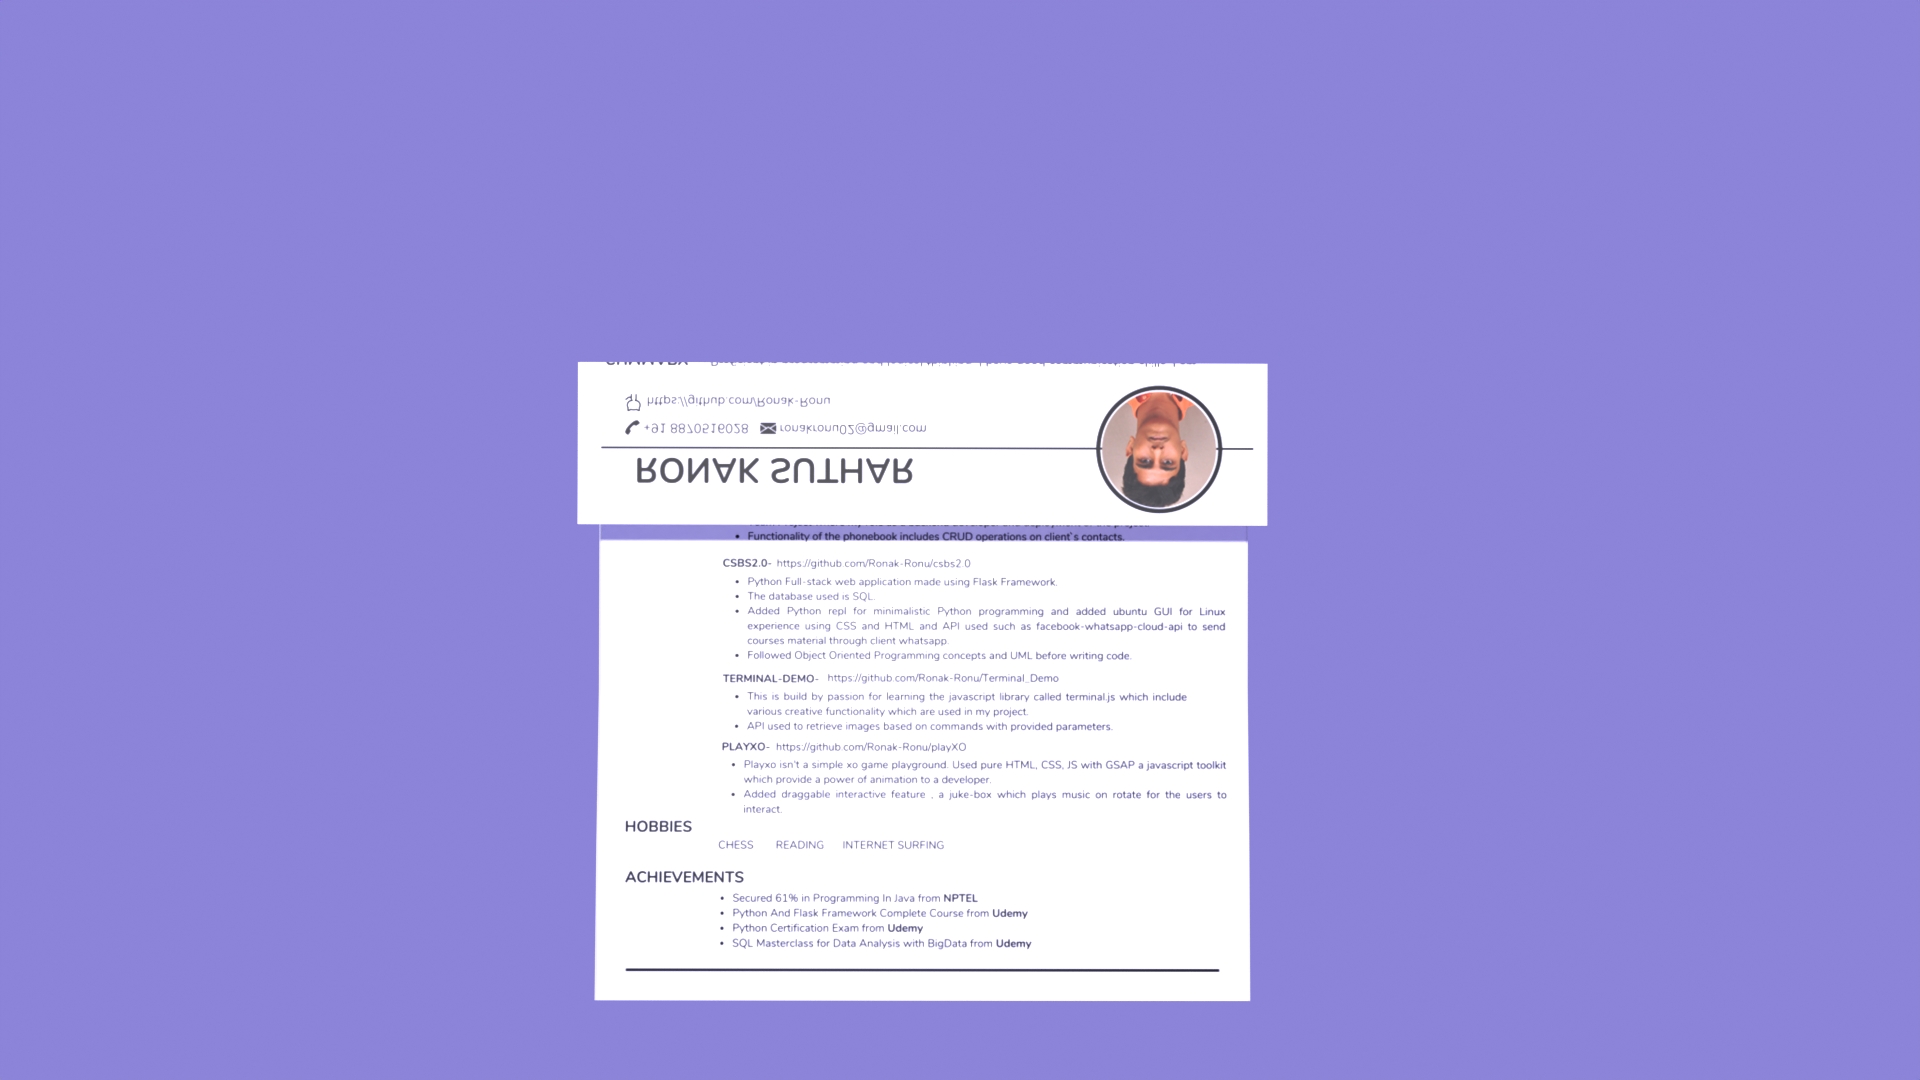 https://github.com/Ronak-Ronu
+91 8870516028 ronakronu02@gmail.com
RONAK SUTHAR
Functionality of the phonebook includes CRUD operations on client`s contacts.
CSBS2.0- https://github.com/Ronak-Ronu/csbs2.0
Python Full-stack web application made using Flask Framework.
The database used is SQL.
Added Python repl for minimalistic Python programming and added ubuntu GUI for Linux
experience using CSS and HTML and API used such as facebook-whatsapp-cloud-api to send
courses material through client whatsapp.
Followed Object Oriented Programming concepts and UML before writing code.
TERMINAL-DEMO- https://github.com/Ronak-Ronu/Terminal_Demo
This is build by passion for learning the javascript library called terminal.js which include
various creative functionality which are used in my project.
API used to retrieve images based on commands with provided parameters.
PLAYXO- https://github.com/Ronak-Ronu/playXO
Playxo isn't a simple xo game playground. Used pure HTML, CSS, JS with GSAP a javascript toolkit
which provide a power of animation to a developer.
Added draggable interactive feature , a juke-box which plays music on rotate for the users to
interact.
HOBBIES
CHESS READING INTERNET SURFING
ACHIEVEMENTS
Secured 61% in Programming In Java from NPTEL
Python And Flask Framework Complete Course from Udemy
Python Certification Exam from Udemy
SQL Masterclass for Data Analysis with BigData from Udemy